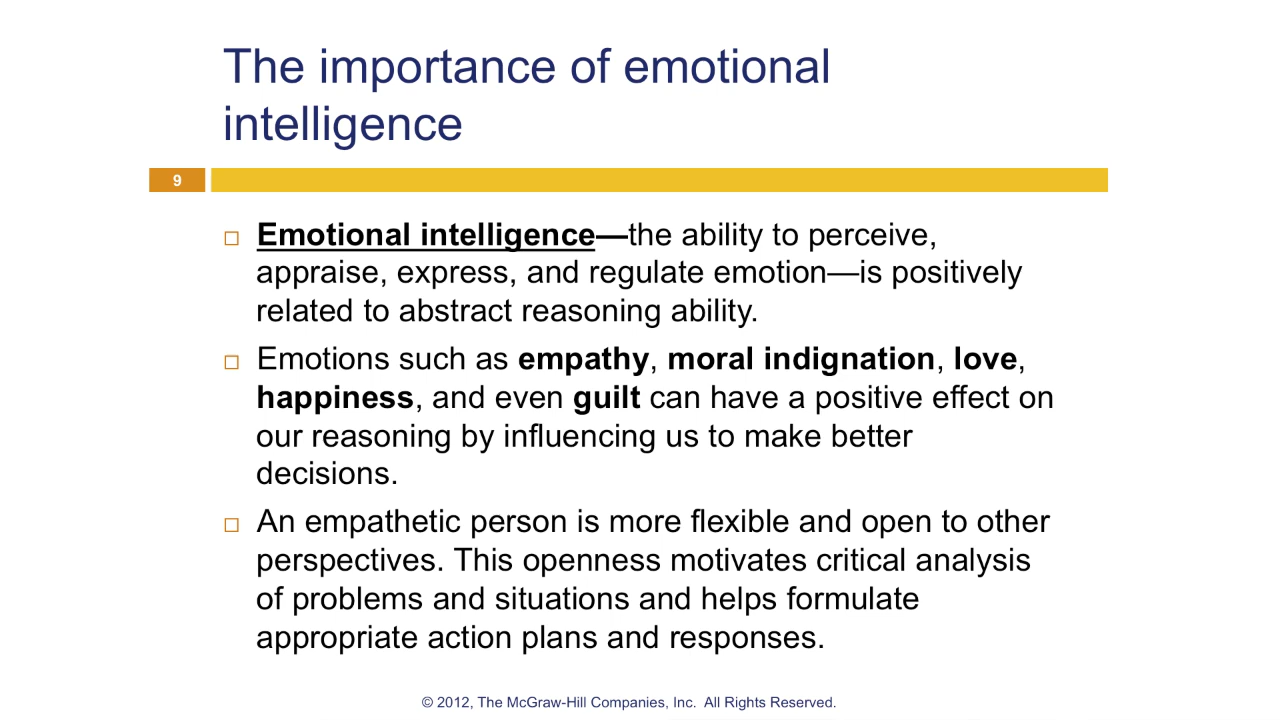 The importance of emotional
intelligence
9
Emotional intelligence—the ability to perceive,
appraise, express, and regulate emotion—is positively
related to abstract reasoning ability.
Emotions such as empathy, moral indignation, love,
happiness, and even guilt can have a positive effect on
our reasoning by influencing us to make better
decisions.
An empathetic person is more flexible and open to other
perspectives. This openness motivates critical analysis
of problems and situations and helps formulate
appropriate action plans and responses.
© 2012, The McGraw-Hill Companies, Inc.  All Rights Reserved.